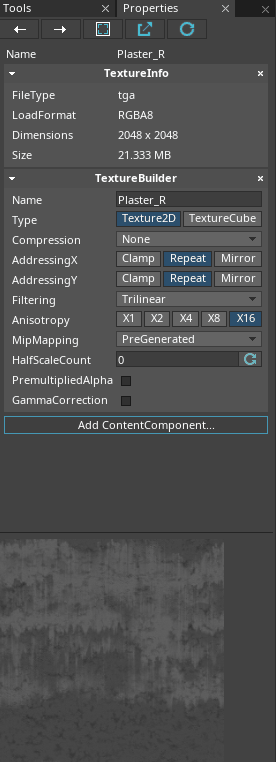 Tools Properties
Name Plaster_R
TextureInfo
FileType tga
LoadFormat RGBA8
Dimensions 2048 x 2048
Size 21.333 MB
TextureBuilder
Name Plaster_R
Type Texture2D TextureCube
Compression None
AddressingX Clamp Repeat Mirror
AddressingY Clamp Repeat Mirror
Filtering Trilinear
Anisotropy X1 X2 X4 X8 X16
MipMapping PreGenerated
HalfScaleCount 0
PremultipliedAlpha
GammaCorrection
Add ContentComponent...